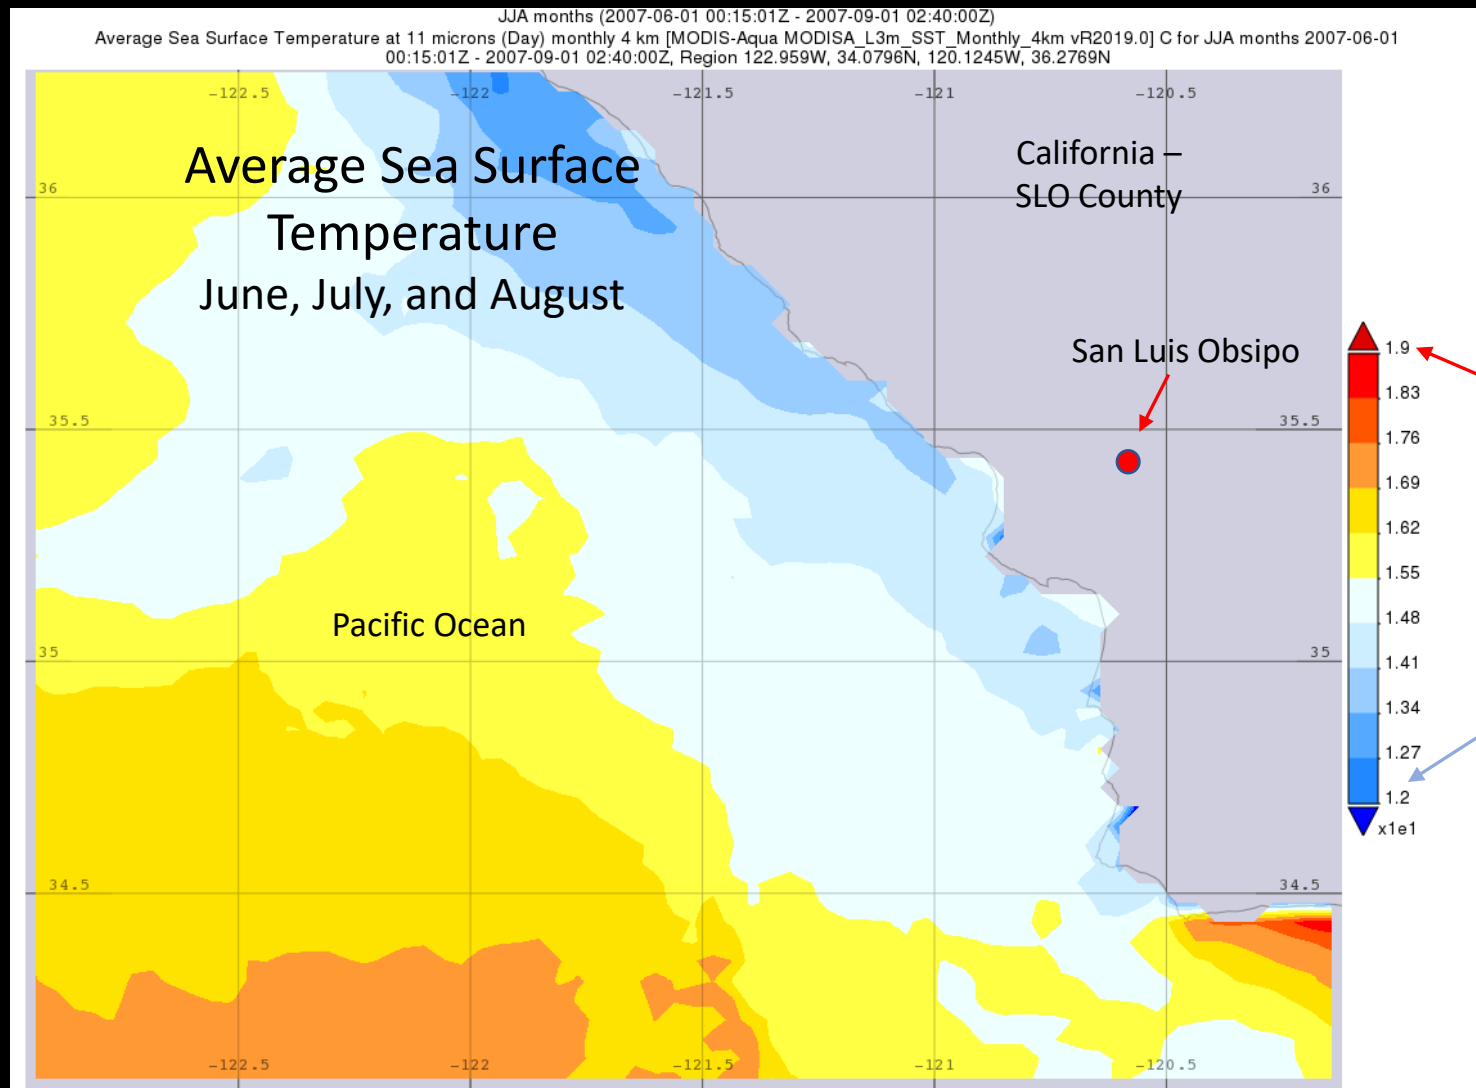 JJA months (2007-06-01 00:15:01Z - 2007-09-01 02:40:00Z)
Average Sea Surface Temperature at 11 microns (Day) monthly 4 km [MODIS-Aqua MODISA_L3m_SST_Monthly_4km vR2019.0] C for JJA months 2007-06-01
00:15:01Z - 2007-09-01 02:40:00Z, Region 122.959W, 34.0796N, 120.1245W, 36.2769N
-122.5 -122 -121.5 -121 -120.5
Average Sea Surface
Temperature
June, July, and August
California –
SLO County
36 36
San Luis Obsipo
1.9
1.83
35.5 35.5
1.76
1.69
1.62
1.55
Pacific Ocean
1.48
35 35
1.41
1.34
1.27
1.2
x1e1
34.5 34.5
-122.5 -122 -121.5 -121 -120.5